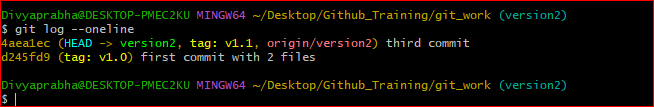 Divyaprabha@DESKTOP-PMEC2KU MINGW64 ~/Desktop/Github_Training/git_work (version2)
$ git log --oneline
4aea1ec (HEAD -> version2, tag: v1.1, origin/version2) third commit
d245fd9 (tag: v1.0) first commit with 2 files
Divyaprabha@DESKTOP-PMEC2KU MINGW64 ~/Desktop/Github_Training/git_work (version2)
$